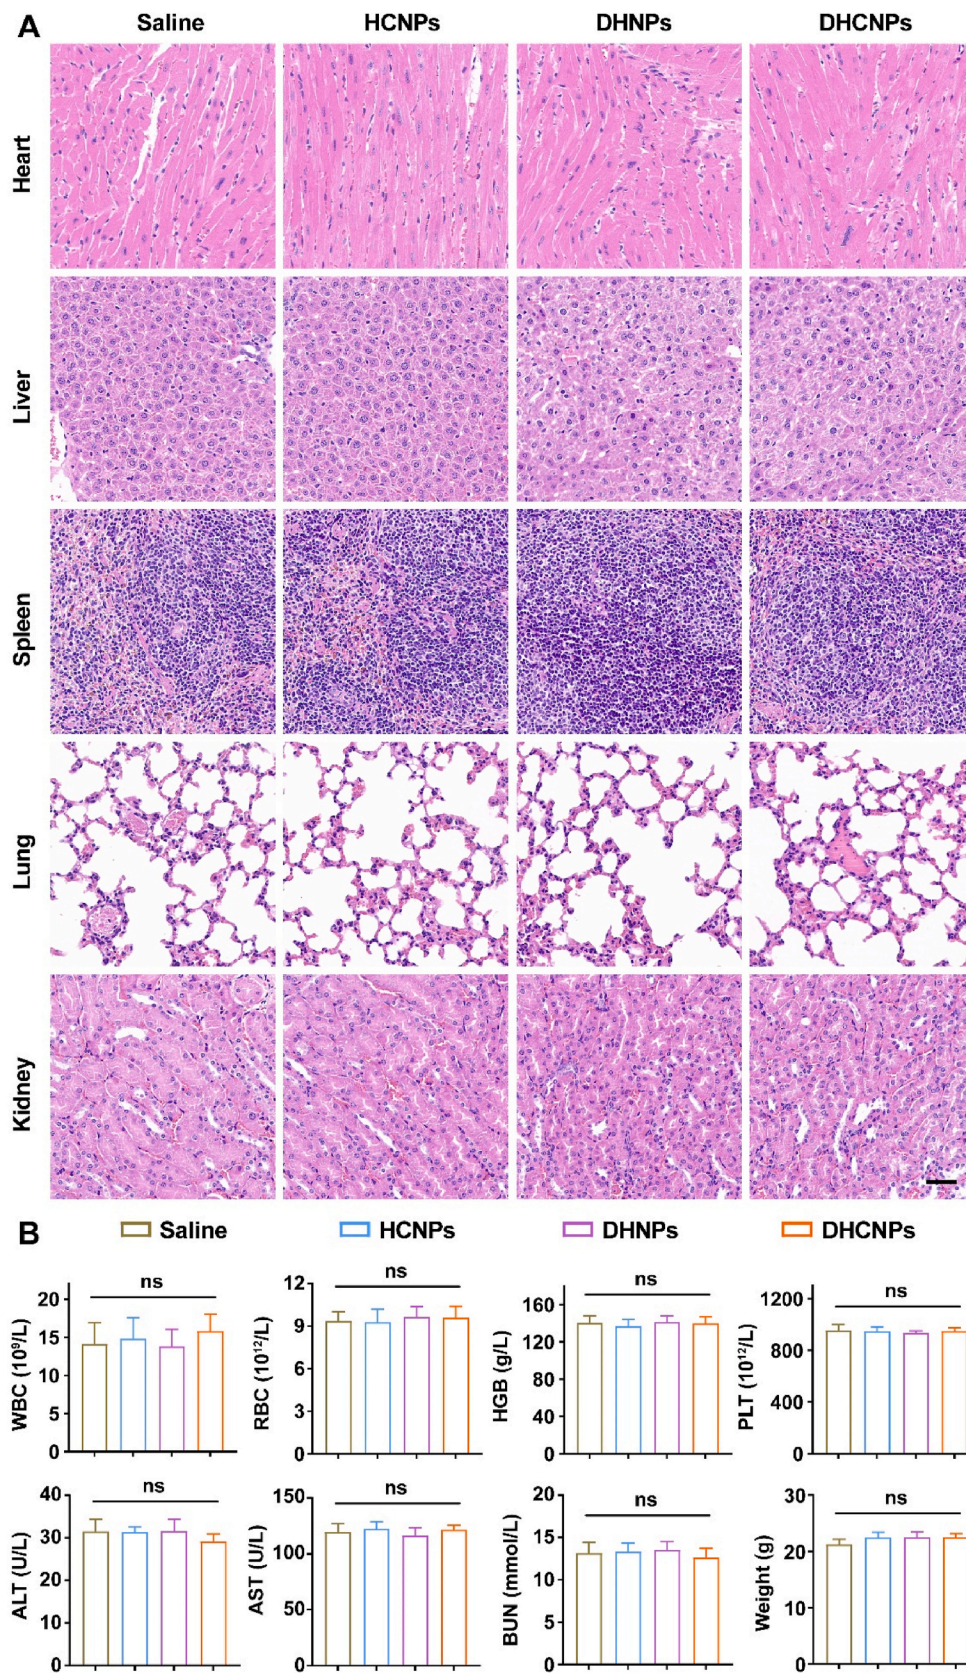 A
Saline HCNPs DHNPs DHCNPs
Heart
Liver
Spleen
Lung
Kidney
B
Saline HCNPs DHNPs DHCNPs
WBC (10⁹/L)
20
15
10
5
0
ns
RBC (10¹²/L)
12
9
6
3
0
ns
HGB (g/L)
160
120
80
40
0
ns
PLT (10¹²/L)
1200
800
400
0
ns
ALT (U/L)
40
30
20
10
0
ns
AST (U/L)
150
100
50
0
ns
BUN (mmol/L)
20
15
10
5
0
ns
Weight (g)
30
20
10
0
ns